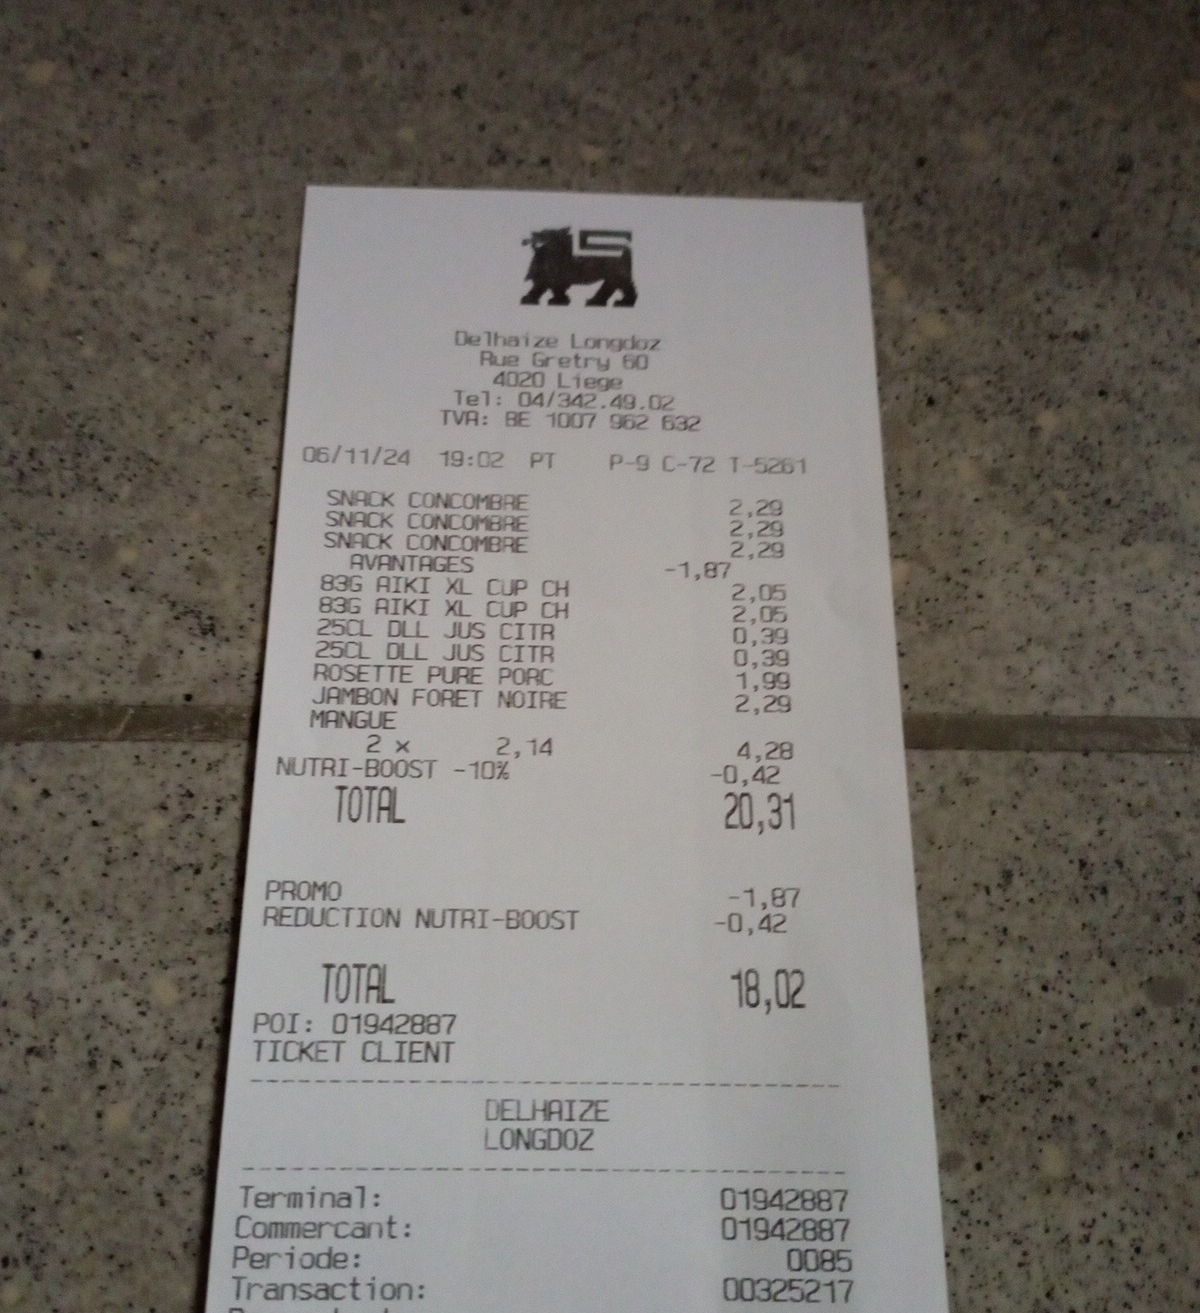 Delhaize Longdoz
Rue Gretry 60
4020 Liege
Tel: 04/342.49.02
TVA: BE 1007 962 632
06/11/24 19:02 PT P-9 C-72 T-5261
SNACK CONCOMBRE 2,29
SNACK CONCOMBRE 2,29
SNACK CONCOMBRE 2,29
AVANTAGES -1,87
83G AIKI XL CUP CH 2,05
83G AIKI XL CUP CH 2,05
25CL DLL JUS CITR 0,39
25CL DLL JUS CITR 0,39
ROSETTE PURE PORC 1,99
JAMBON FORET NOIRE 2,29
MANGUE
2 x 2,14 4,28
NUTRI-BOOST -10% -0,42
TOTAL 20,31
PROMO -1,87
REDUCTION NUTRI-BOOST -0,42
TOTAL 18,02
POI: 01942887
TICKET CLIENT
DELHAIZE
LONGDOZ
Terminal: 01942887
Commercant: 01942887
Periode: 0085
Transaction: 00325217